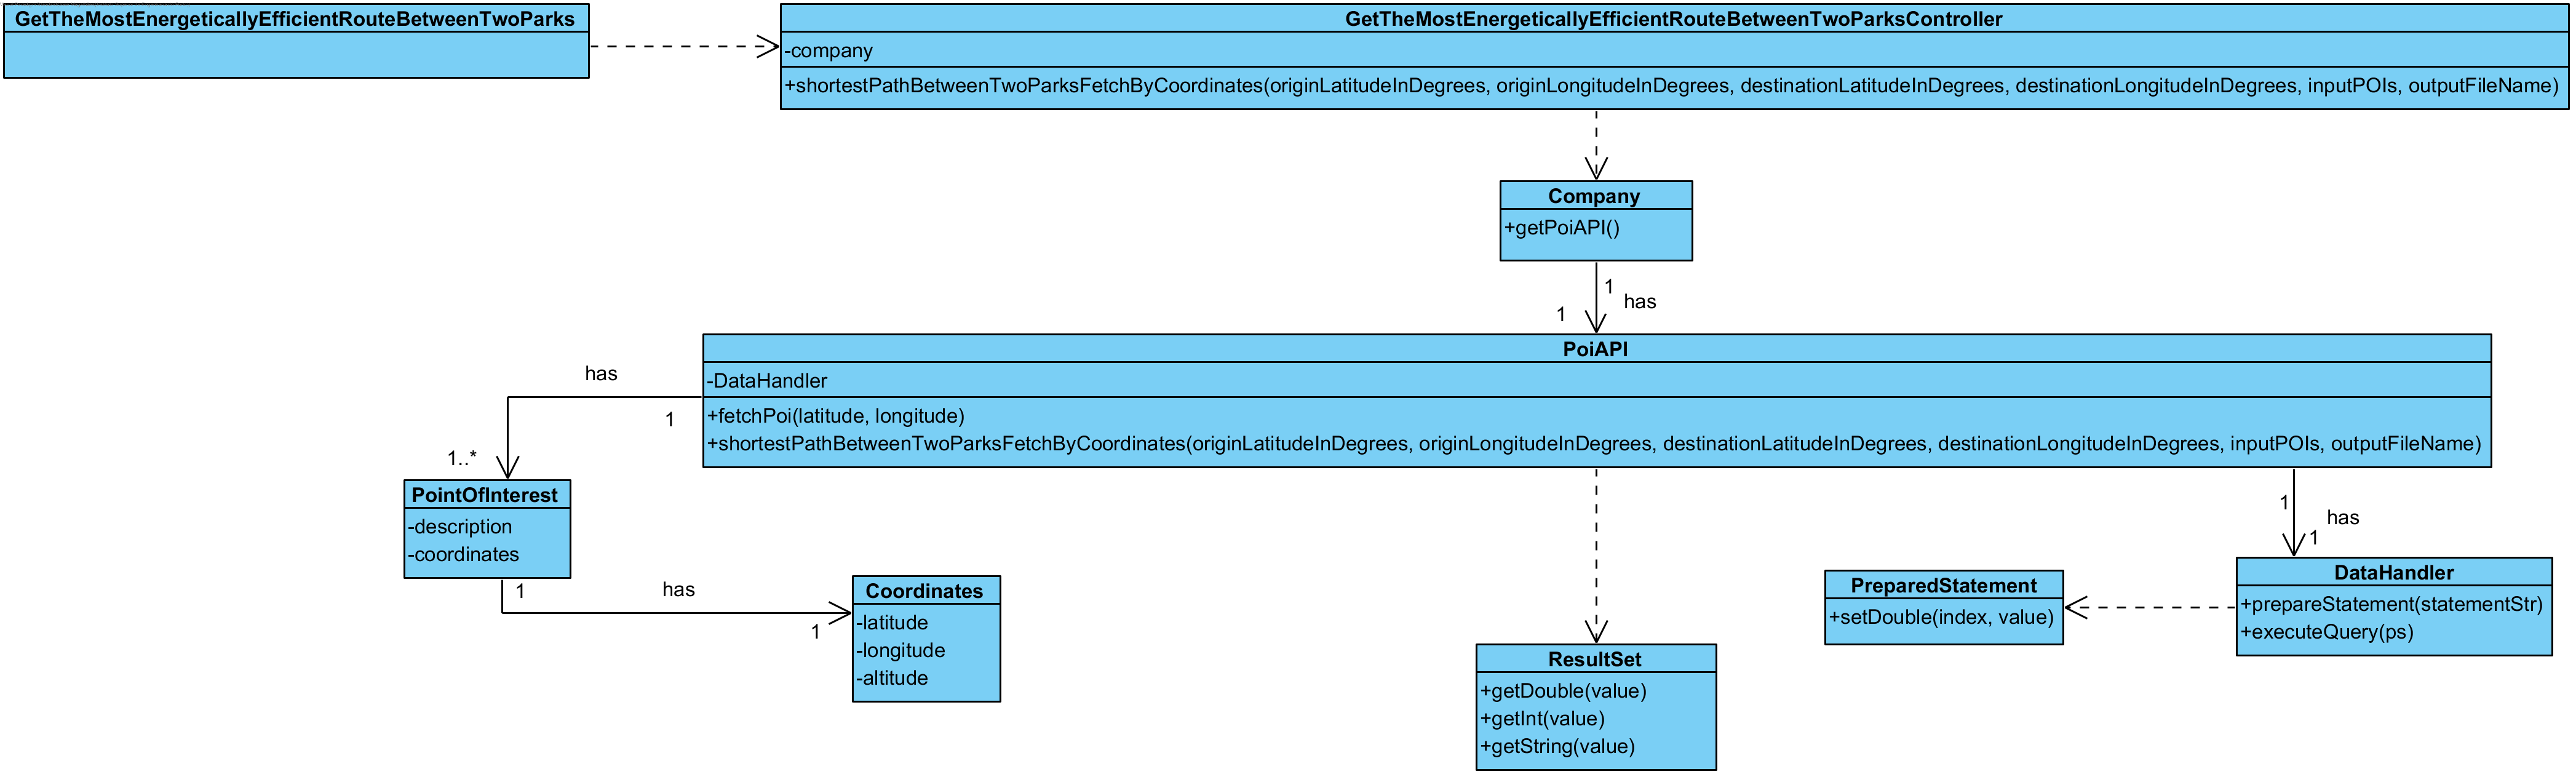 GetTheMostEnergeticallyEfficientRouteBetweenTwoParks
GetTheMostEnergeticallyEfficientRouteBetweenTwoParksController
-company
+shortestPathBetweenTwoParksFetchByCoordinates(originLatitudeInDegrees, originLongitudeInDegrees, destinationLatitudeInDegrees, destinationLongitudeInDegrees, inputPOIs, outputFileName)
Company
+getPoiAPI()
1
has
1
PoiAPI
-DataHandler
+fetchPoi(latitude, longitude)
+shortestPathBetweenTwoParksFetchByCoordinates(originLatitudeInDegrees, originLongitudeInDegrees, destinationLatitudeInDegrees, destinationLongitudeInDegrees, inputPOIs, outputFileName)
has
1
1..*
PointOfInterest
-description
-coordinates
1
has
1
Coordinates
-latitude
-longitude
-altitude
ResultSet
+getDouble(value)
+getInt(value)
+getString(value)
1
has
1
PreparedStatement
+setDouble(index, value)
DataHandler
+prepareStatement(statementStr)
+executeQuery(ps)